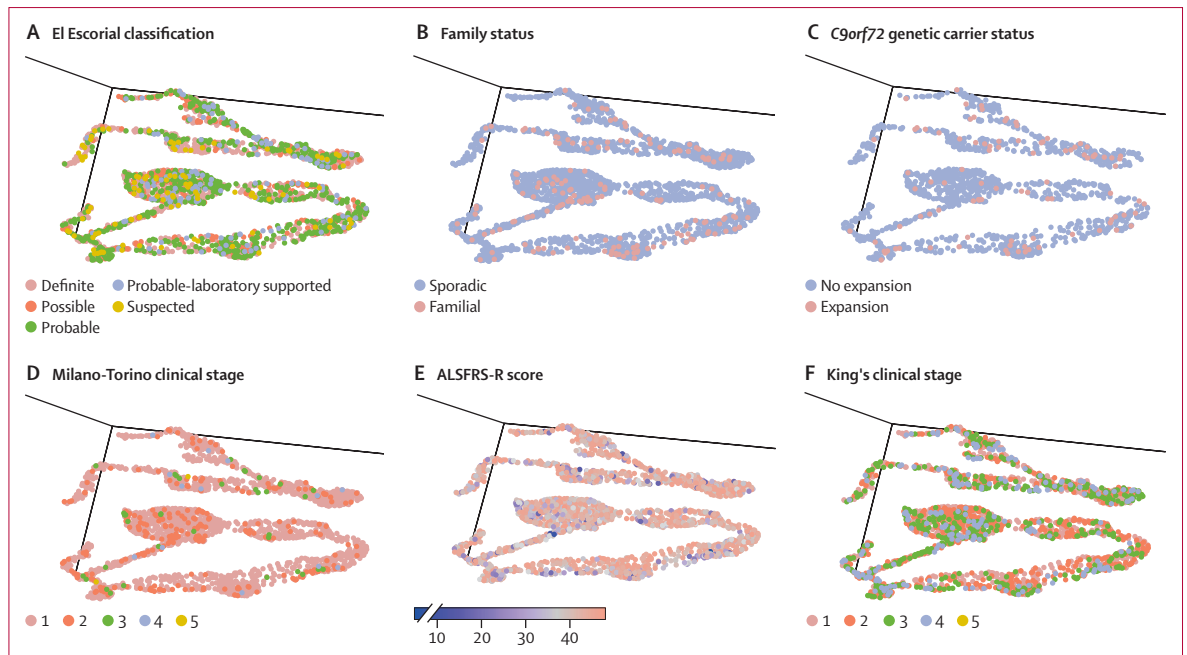 A El Escorial classification
B Family status
C C9orf72 genetic carrier status
Definite
Probable-laboratory supported
Possible
Suspected
Probable
Sporadic
Familial
No expansion
Expansion
D Milano-Torino clinical stage
E ALSFRS-R score
F King's clinical stage
1 2 3 4 5
10 20 30 40
1 2 3 4 5